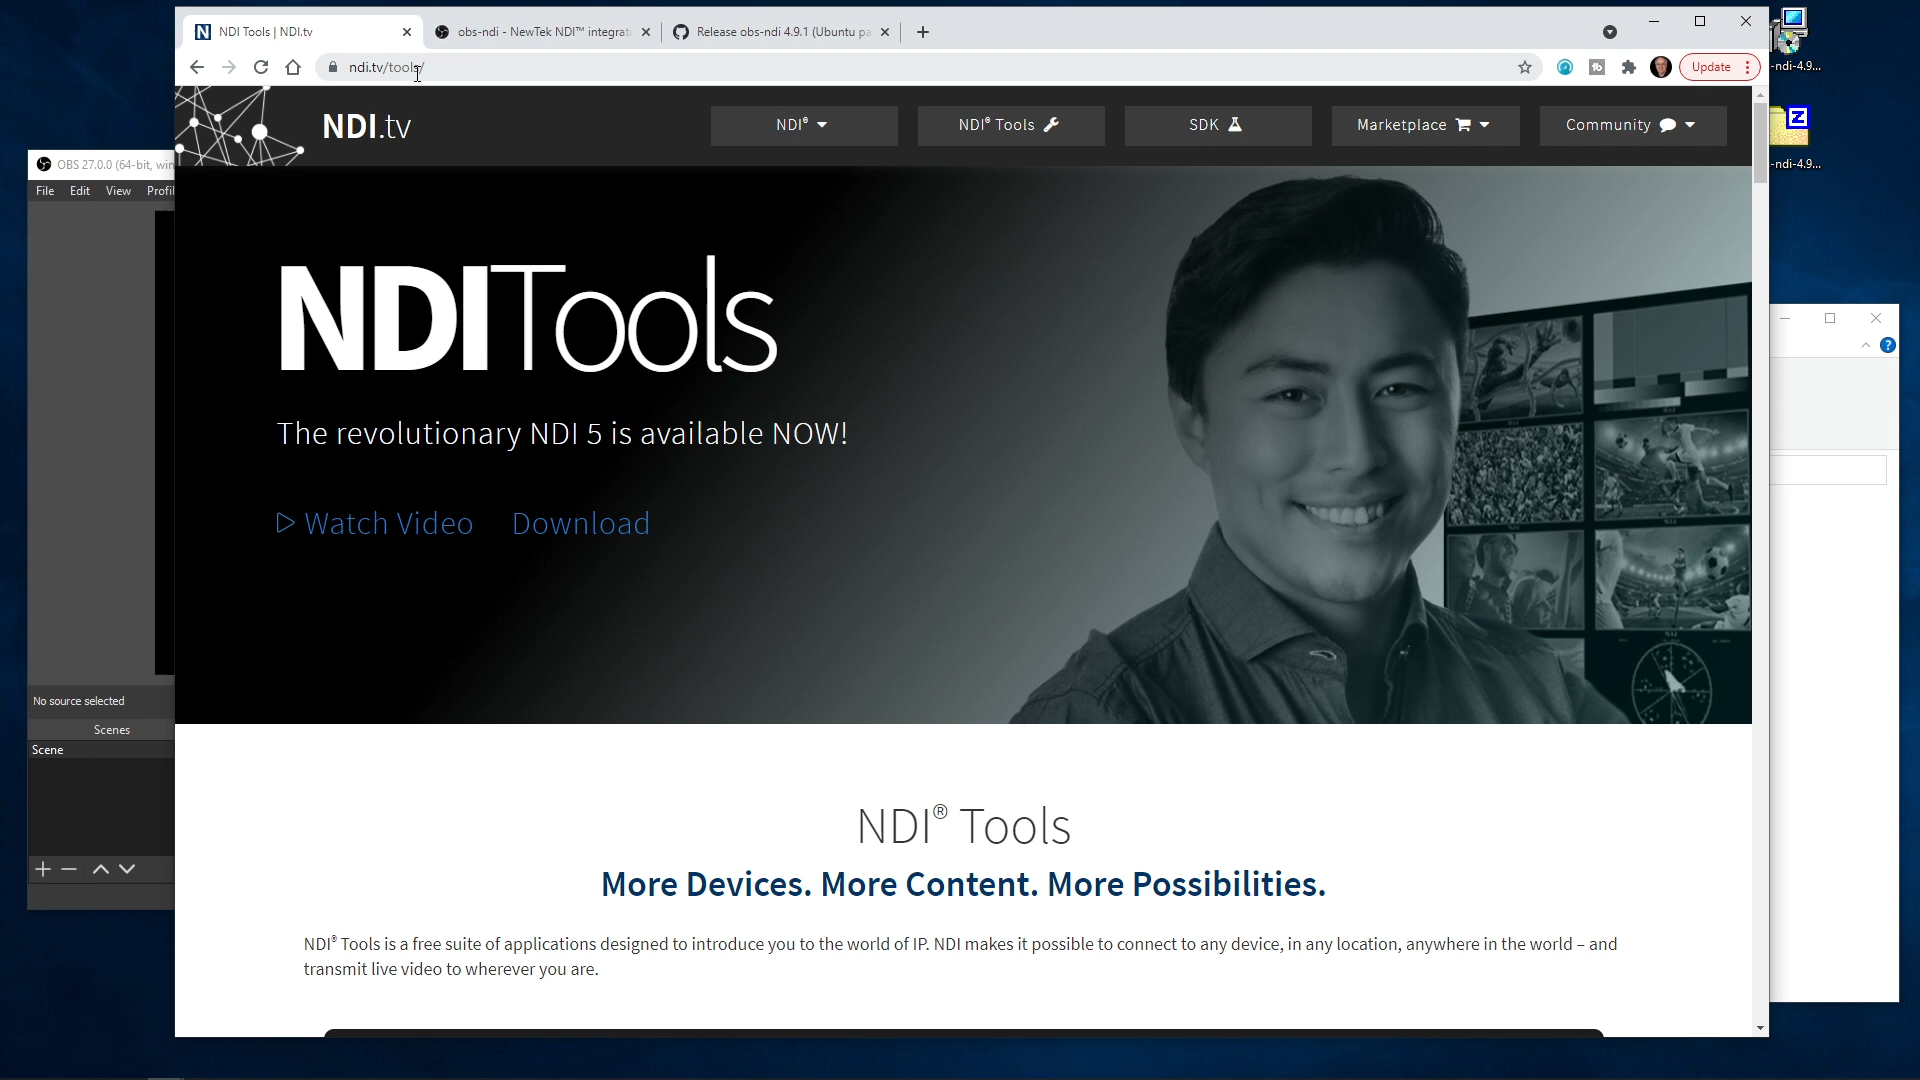 NDI Tools | NDI.tv
obs-ndi - NewTek NDI™ integrati
Release obs-ndi 4.9.1 (Ubuntu pa
ndi.tv/tools/
Update
-ndi-4.9...
NDI.tv
NDI®
NDI® Tools
SDK
Marketplace
Community
-ndi-4.9...
OBS 27.0.0 (64-bit, win
File Edit View Profil
NDITools
The revolutionary NDI 5 is available NOW!
Watch Video Download
No source selected
Scenes
Scene
NDI® Tools
More Devices. More Content. More Possibilities.
NDI® Tools is a free suite of applications designed to introduce you to the world of IP. NDI makes it possible to connect to any device, in any location, anywhere in the world – and
transmit live video to wherever you are.